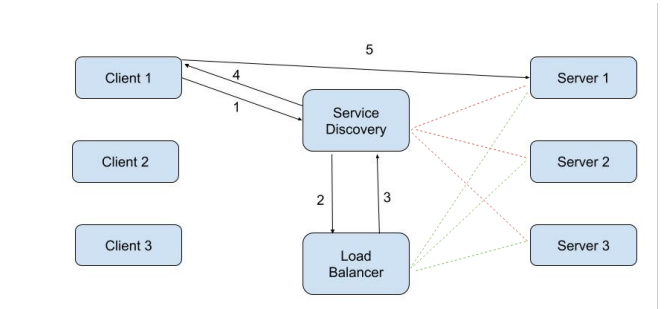 5
Client 1
4
1
Service
Discovery
Server 1
Client 2
Server 2
2
3
Client 3
Load
Balancer
Server 3